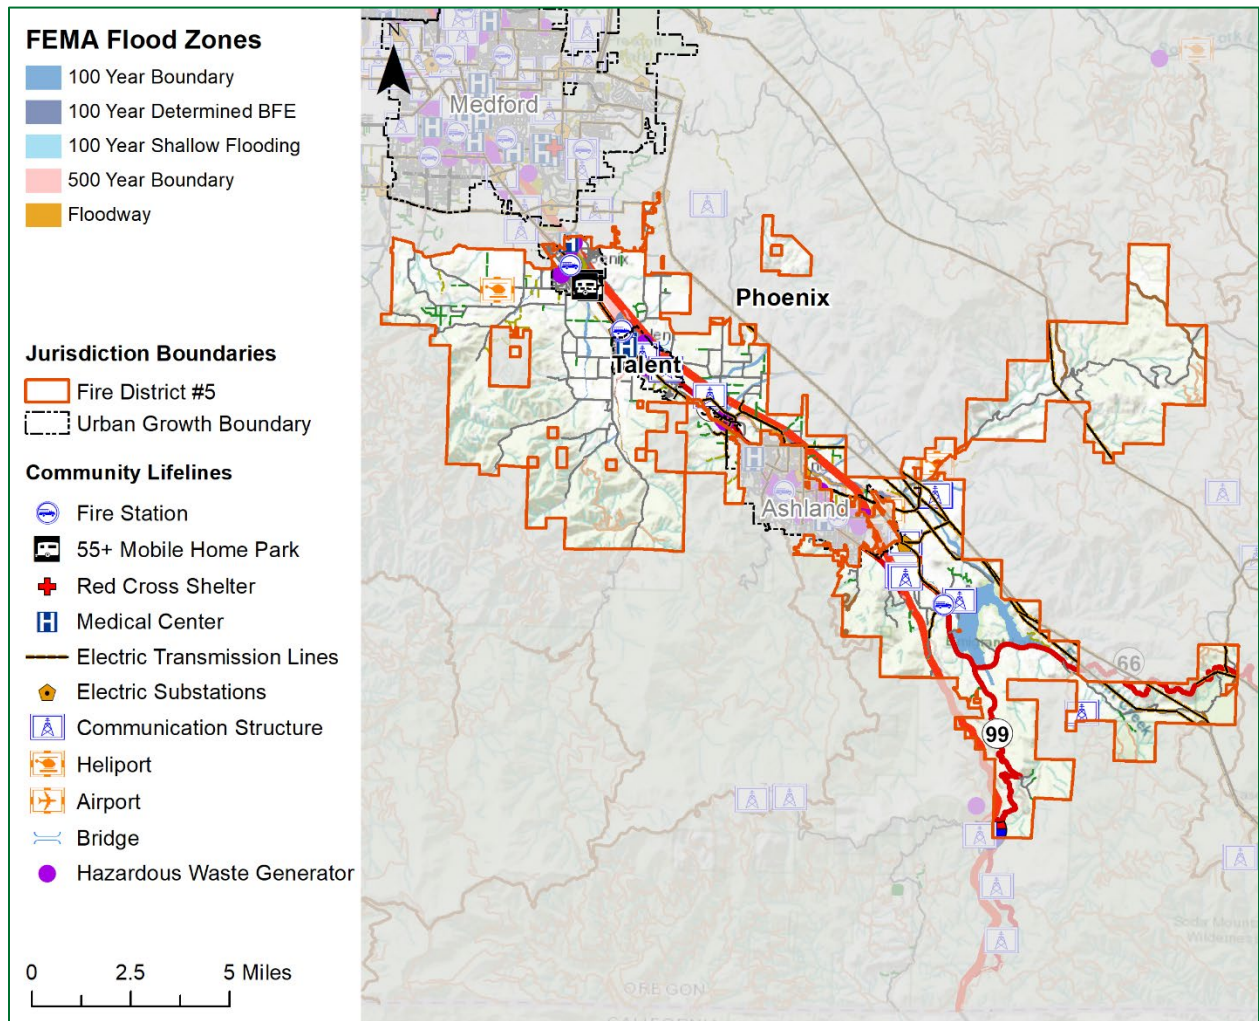 FEMA Flood Zones
100 Year Boundary
100 Year Determined BFE
100 Year Shallow Flooding
500 Year Boundary
Floodway
Jurisdiction Boundaries
Fire District #5
Urban Growth Boundary
Community Lifelines
Fire Station
55+ Mobile Home Park
Red Cross Shelter
Medical Center
Electric Transmission Lines
Electric Substations
Communication Structure
Heliport
Airport
Bridge
Hazardous Waste Generator
0 2.5 5 Miles
N
Medford
Phoenix
Talent
Ashland
66
Creek
99
OREGON